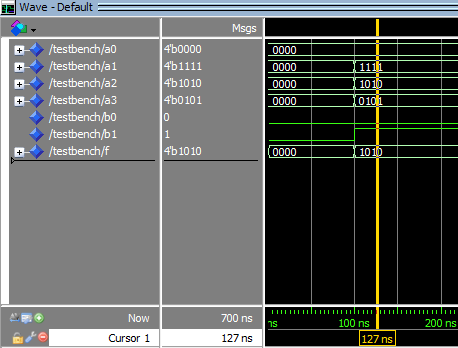 Wave - Default
Msgs
/testbench/a0 4'b0000 0000
/testbench/a1 4'b1111 0000 1111
/testbench/a2 4'b1010 0000 1010
/testbench/a3 4'b0101 0000 0101
/testbench/b0 0
/testbench/b1 1
/testbench/f 4'b1010 0000 1010
Now 700 ns ns 100 ns 200 ns
Cursor 1 127 ns 127 ns